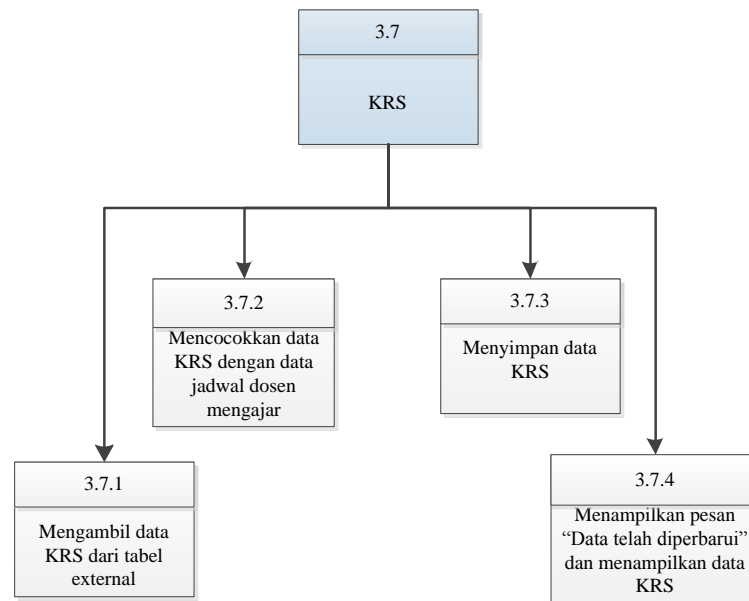 3.7
KRS
3.7.1
Mengambil data
KRS dari tabel
external
3.7.2
Mencocokkan data
KRS dengan data
jadwal dosen
mengajar
3.7.3
Menyimpan data
KRS
3.7.4
Menampilkan pesan
“Data telah diperbarui”
dan menampilkan data
KRS